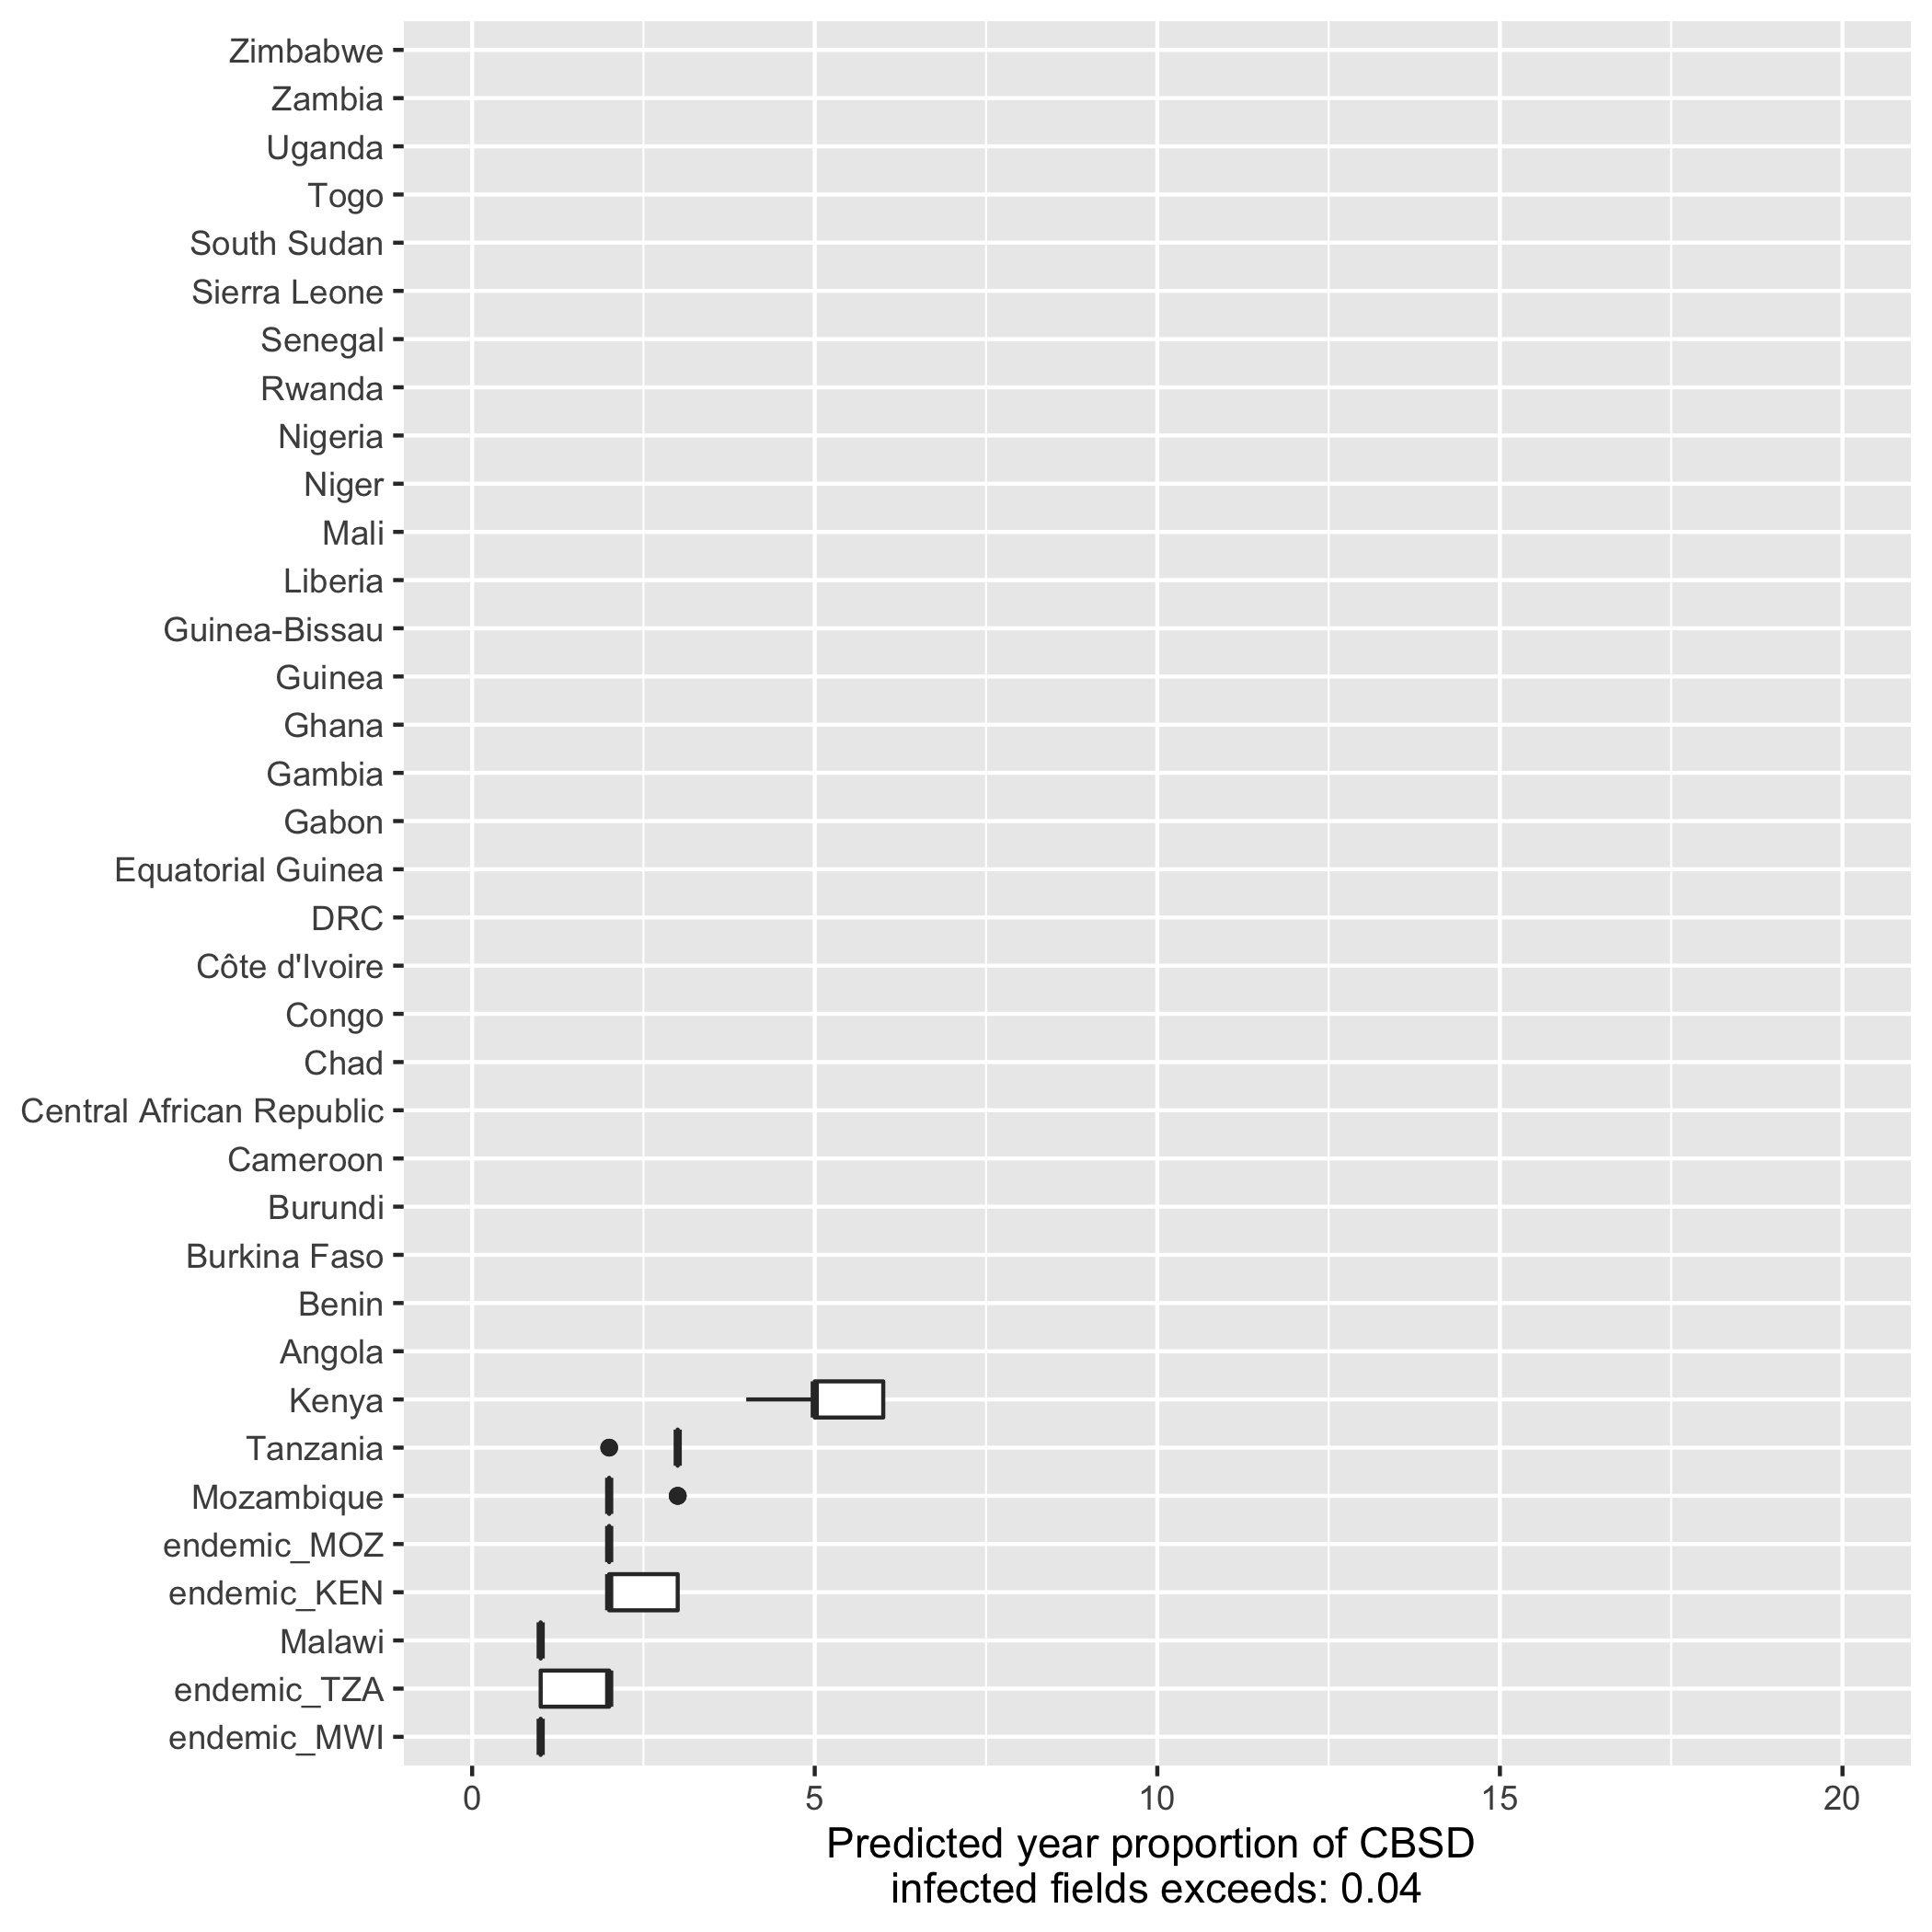 Zimbabwe
Zambia
Uganda
Togo
South Sudan
Sierra Leone
Senegal
Rwanda
Nigeria
Niger
Mali
Liberia
Guinea-Bissau
Guinea
Ghana
Gambia
Gabon
Equatorial Guinea
DRC
Côte d'Ivoire
Congo
Chad
Central African Republic
Cameroon
Burundi
Burkina Faso
Benin
Angola
Kenya
Tanzania
Mozambique
endemic_MOZ
endemic_KEN
Malawi
endemic_TZA
endemic_MWI
0 5 10 15 20
Predicted year proportion of CBSD
infected fields exceeds: 0.04